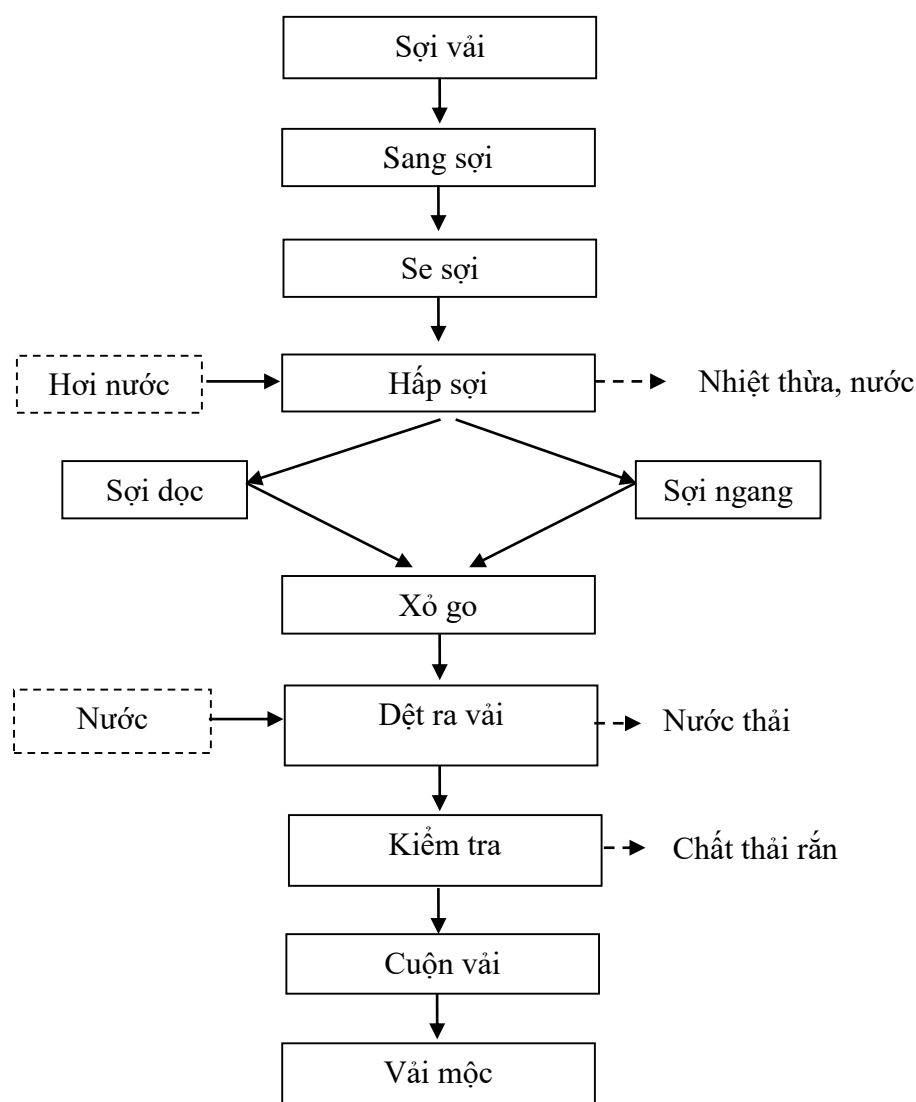 Sợi vải
Sang sợi
Se sợi
Hơi nước
Hấp sợi
Nhiệt thừa, nước
Sợi dọc
Sợi ngang
Xỏ go
Nước
Dệt ra vải
Nước thải
Kiểm tra
Chất thải rắn
Cuộn vải
Vải mộc